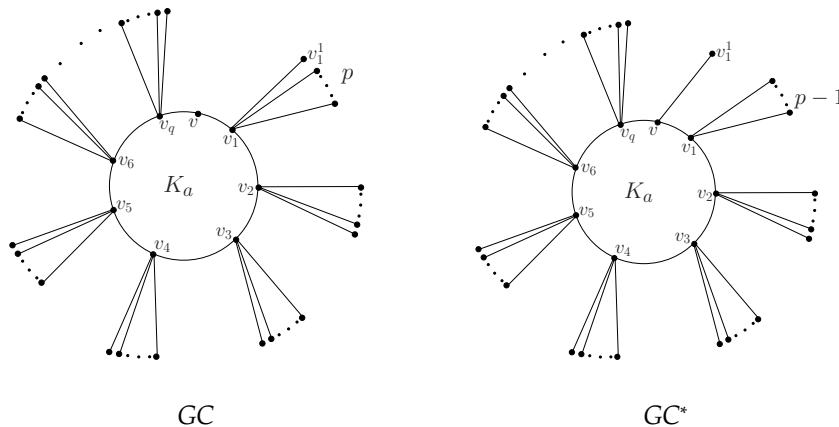 $v_1^1$
$p$
$v_q$
$v$
$v_1$
$v_6$
$K_a$
$v_2$
$v_5$
$v_4$
$v_3$
GC
$v_1^1$
$p-1$
$v_q$
$v$
$v_1$
$v_6$
$K_a$
$v_2$
$v_5$
$v_4$
$v_3$
GC*